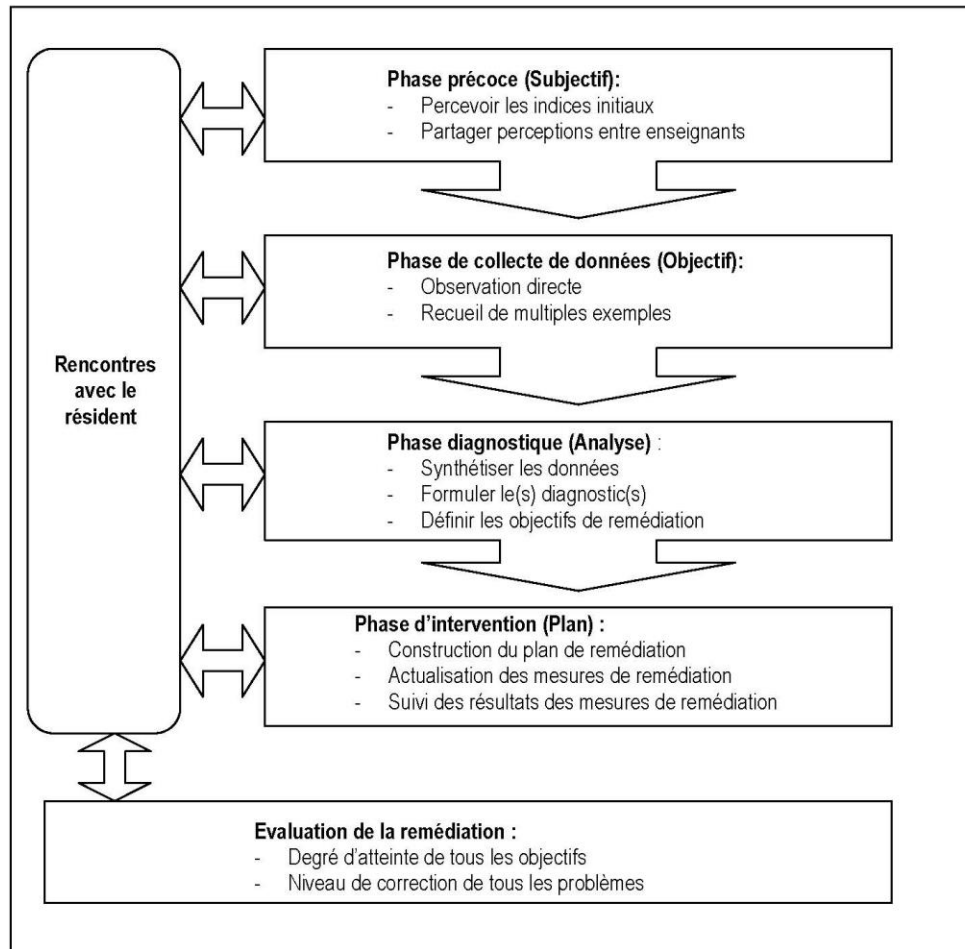 Rencontres
avec le
résident
Phase précoce (Subjectif):
- Percevoir les indices initiaux
- Partager perceptions entre enseignants
Phase de collecte de données (Objectif):
- Observation directe
- Recueil de multiples exemples
Phase diagnostique (Analyse) :
- Synthétiser les données
- Formuler le(s) diagnostic(s)
- Définir les objectifs de remédiation
Phase d'intervention (Plan) :
- Construction du plan de remédiation
- Actualisation des mesures de remédiation
- Suivi des résultats des mesures de remédiation
Evaluation de la remédiation :
- Degré d'atteinte de tous les objectifs
- Niveau de correction de tous les problèmes